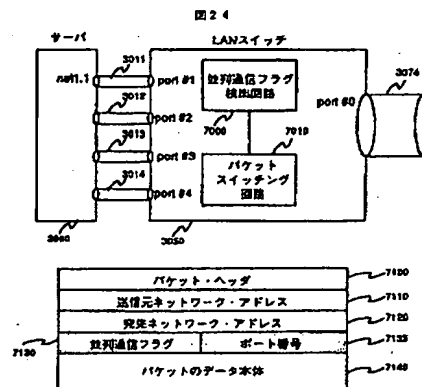 図24
サーバ
LANスイッチ
net1.1
3011
port #1
3012
port #2
3013
port #3
3014
port #4
並列通信フラグ
検出回路
7000
7010
パケット
スイッチング
回路
port #0
3074
3050
パケット・ヘッダ
7100
送信元ネットワーク・アドレス
7110
宛先ネットワーク・アドレス
7120
7130
並列通信フラグ
ポート番号
7135
パケットのデータ本体
7140